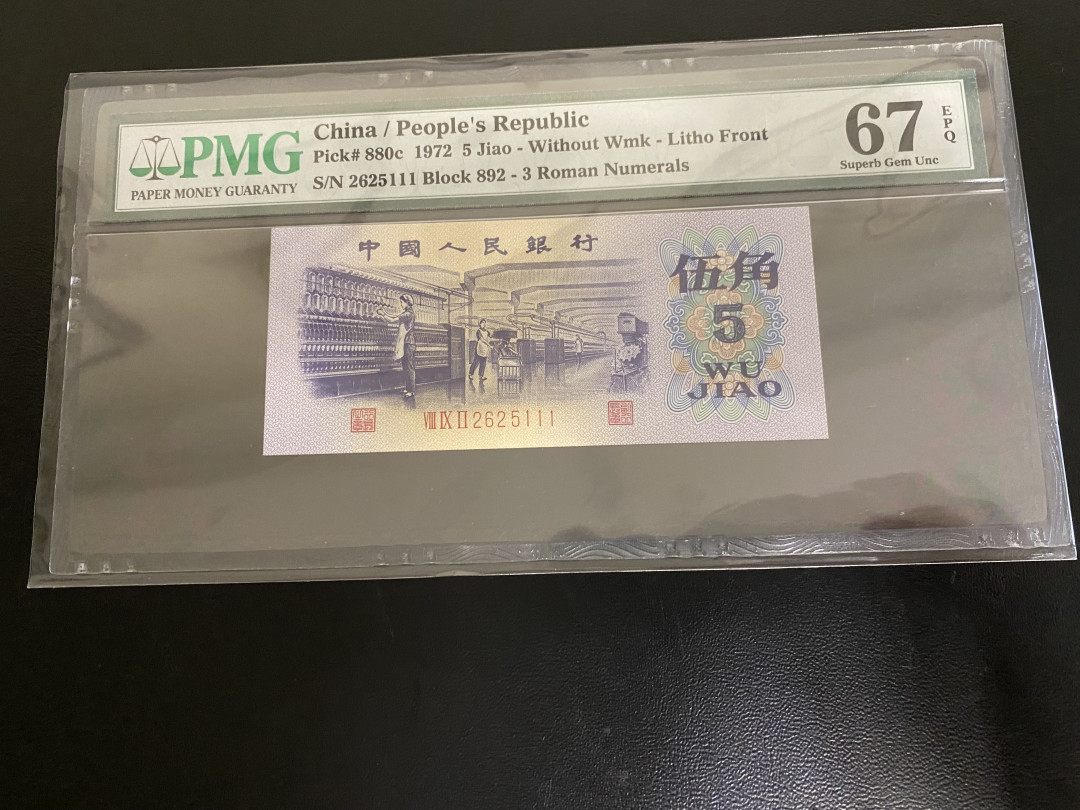 PMG
PAPER MONEY GUARANTY
China / People's Republic
Pick# 880c 1972 5 Jiao - Without Wmk - Litho Front
S/N 2625111 Block 892 - 3 Roman Numerals
67
EPQ
Superb Gem Unc
中國人民銀行
伍角
5
WU
JIAO
VIII IX II 2625111